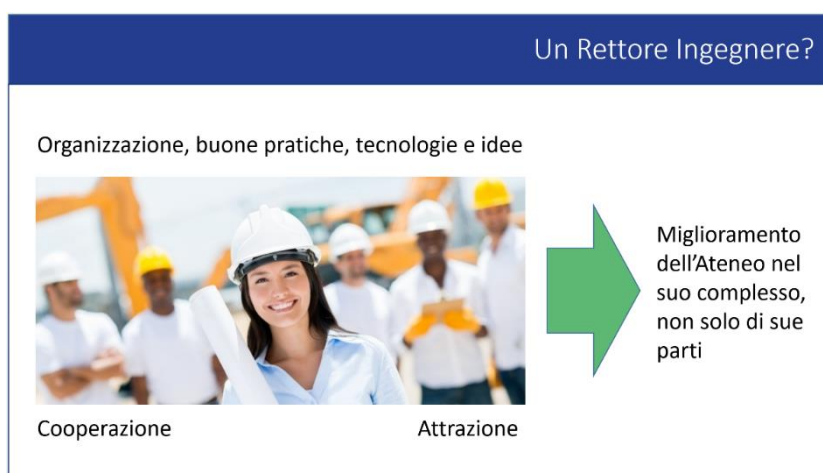 Un Rettore Ingegnere?
Organizzazione, buone pratiche, tecnologie e idee
Miglioramento
dell'Ateneo nel
suo complesso,
non solo di sue
parti
Cooperazione
Attrazione